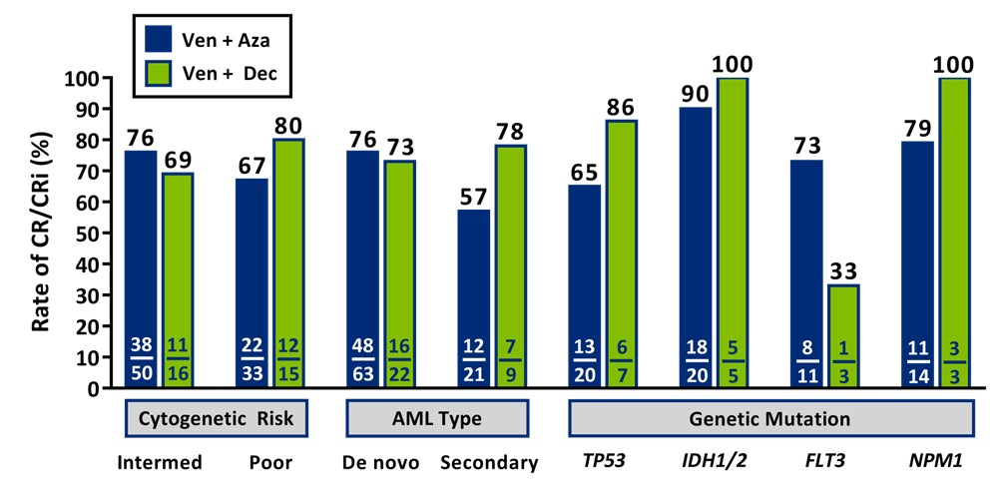 Ven + Aza
Ven + Dec
Rate of CR/CRi (%)
100
90
80
70
60
50
40
30
20
10
0
76 69 67 80 76 73 57 78 65 86 90 100 73 33 79 100
38 11 22 12 48 16 12 7 13 6 18 5 8 1 11 3
50 16 33 15 63 22 21 9 20 7 20 5 11 3 14 3
Cytogenetic Risk AML Type Genetic Mutation
Intermed Poor De novo Secondary TP53 IDH1/2 FLT3 NPM1